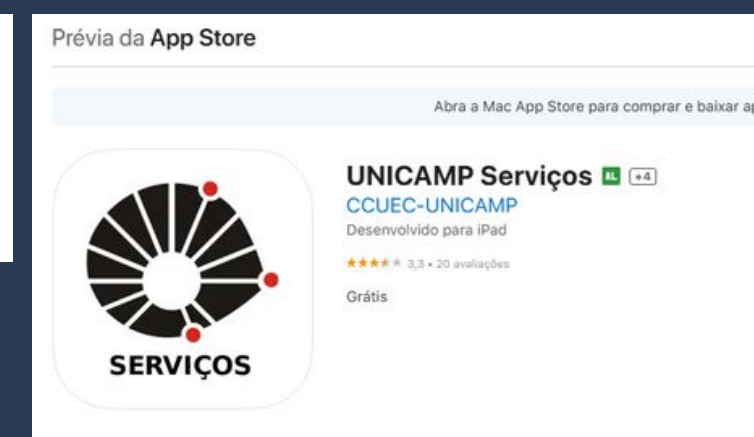 Prévia da App Store
Abra a Mac App Store para comprar e baixar
UNICAMP Serviços AL +4
CCUEC-UNICAMP
Desenvolvido para iPad
★★★★★ 3,3 • 20 avaliações
Grátis
SERVIÇOS